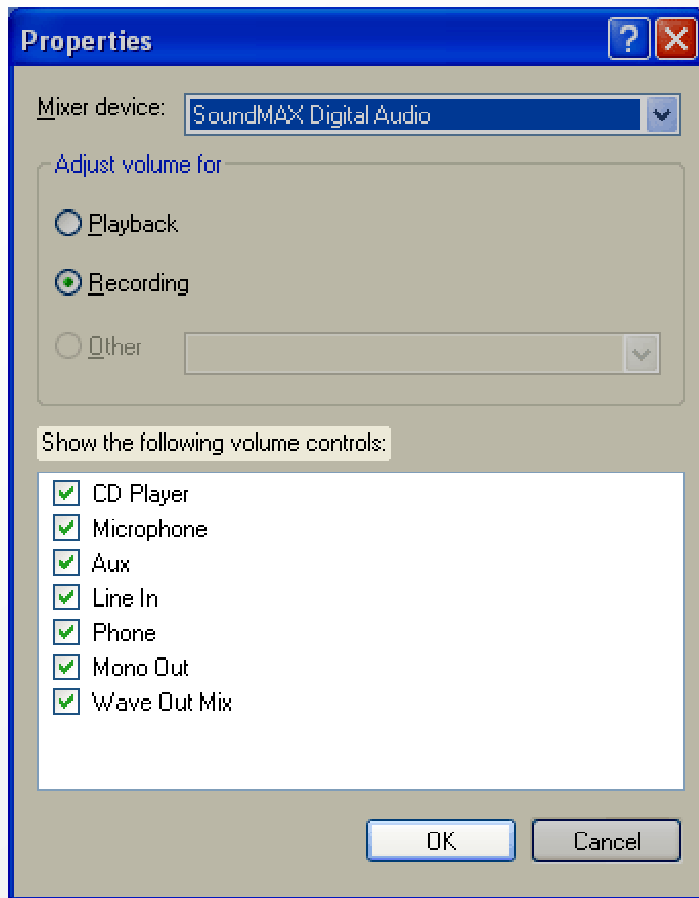 Properties
Mixer device: SoundMAX Digital Audio
Adjust volume for
Playback
Recording
Other
Show the following volume controls:
CD Player
Microphone
Aux
Line In
Phone
Mono Out
Wave Out Mix
OK Cancel